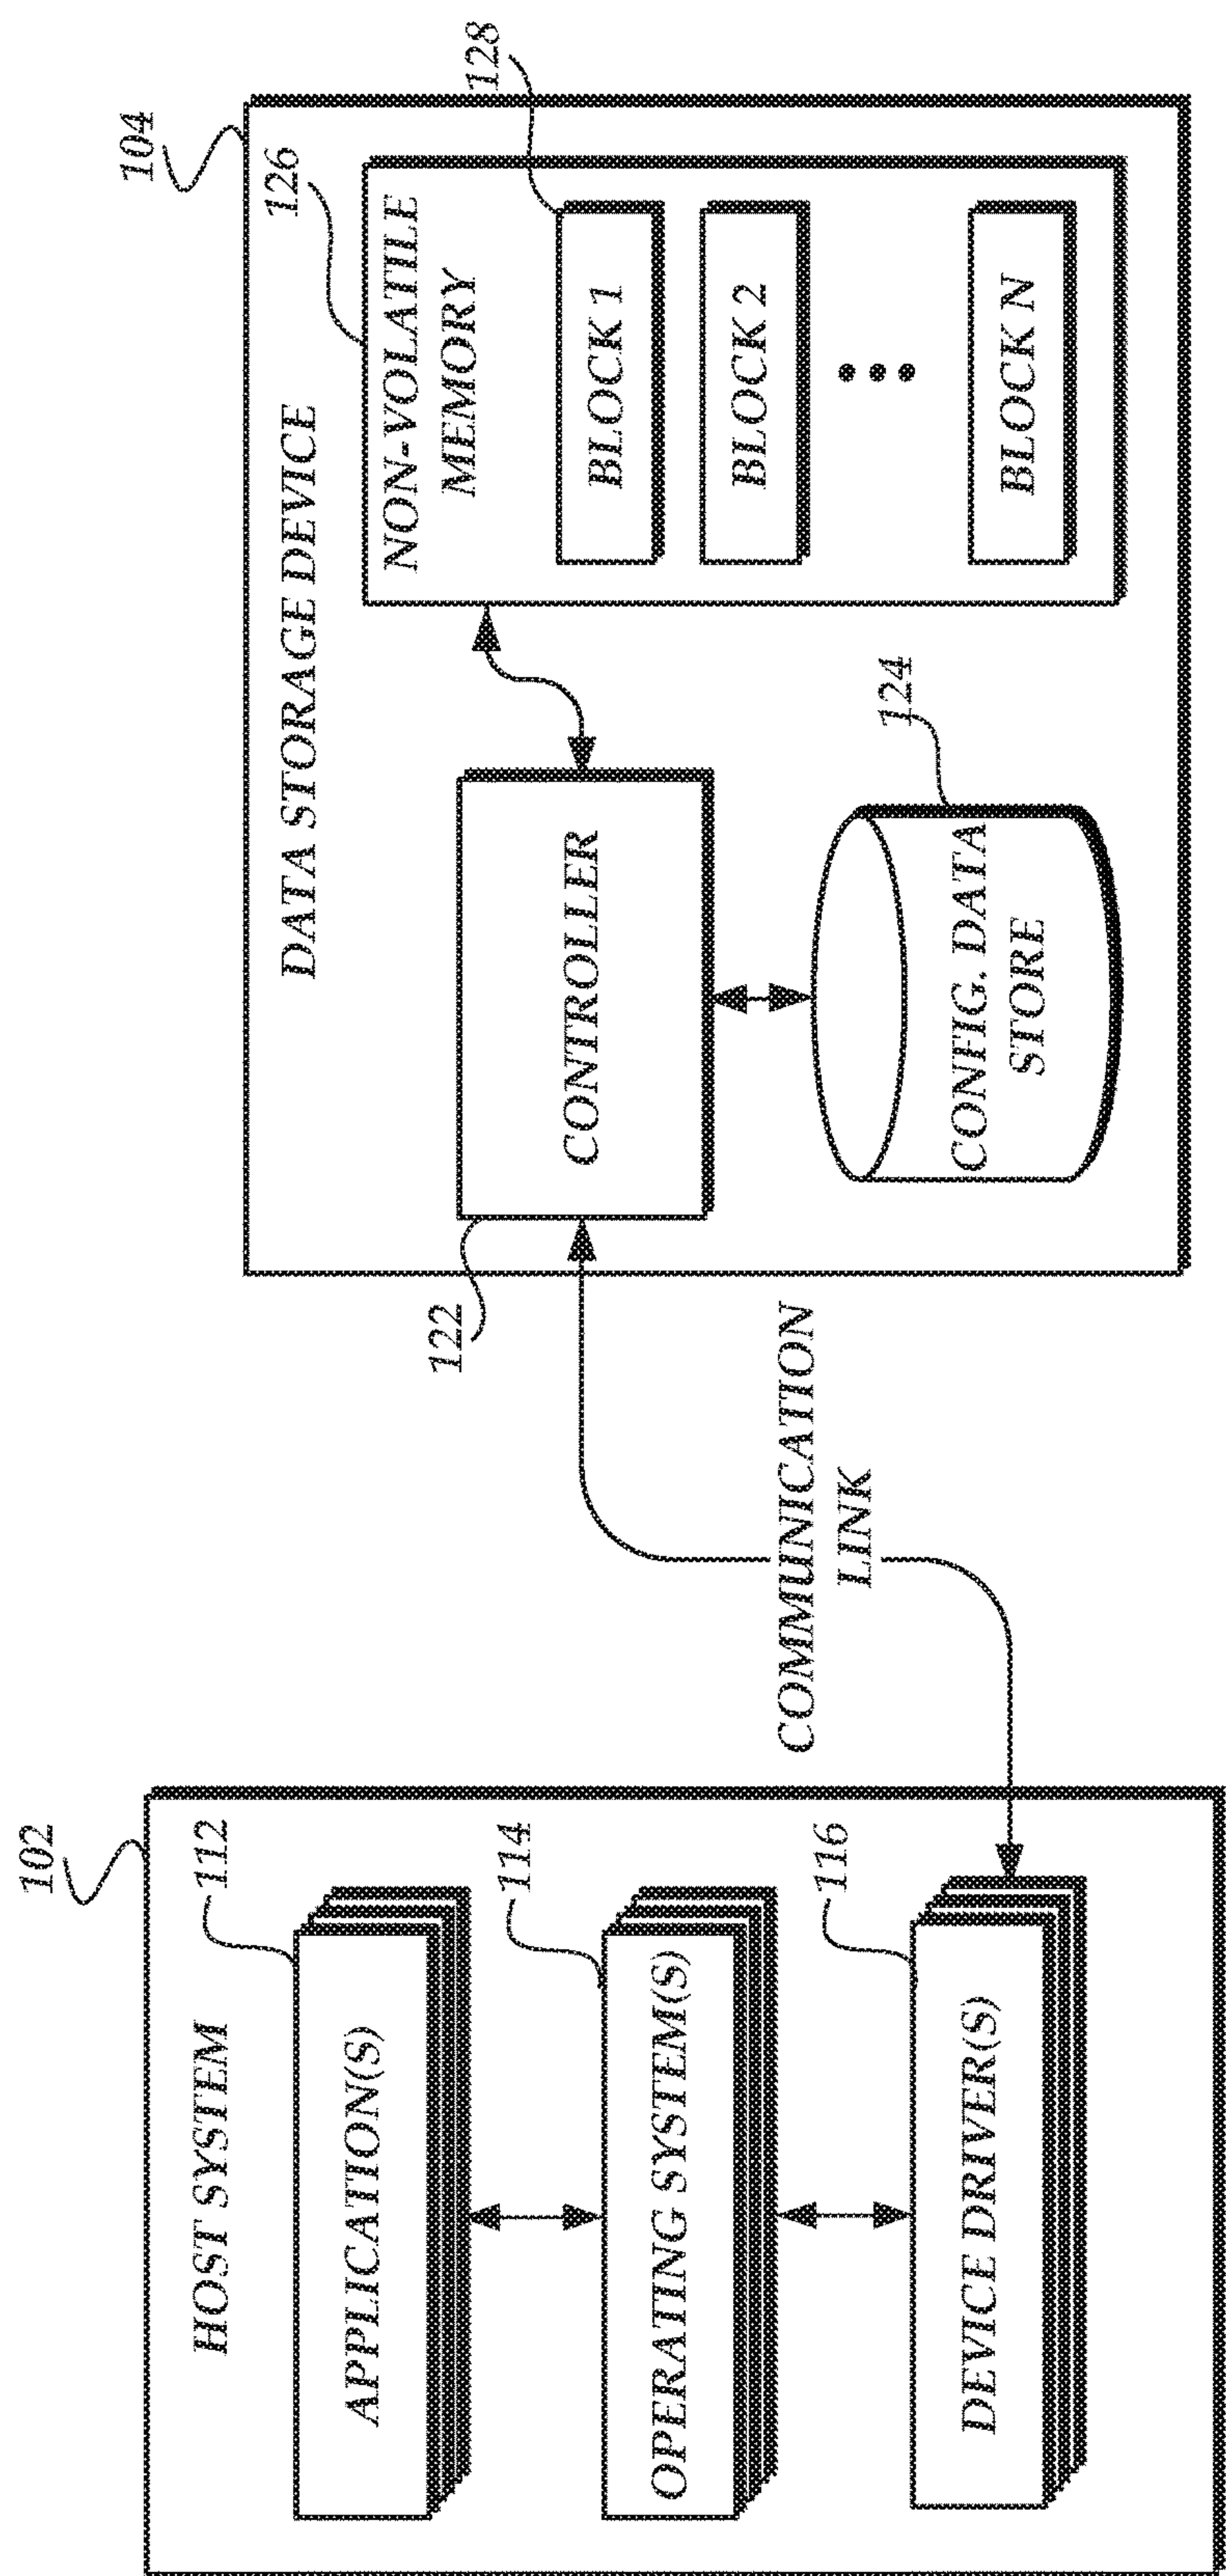 102
HOST SYSTEM
112
APPLICATION(S)
114
OPERATING SYSTEM(S)
116
DEVICE DRIVER(S)
COMMUNICATION
LINK
104
DATA STORAGE DEVICE
122
CONTROLLER
124
CONFIG. DATA
STORE
126
NON-VOLATILE
MEMORY
128
BLOCK 1
BLOCK 2
BLOCK N